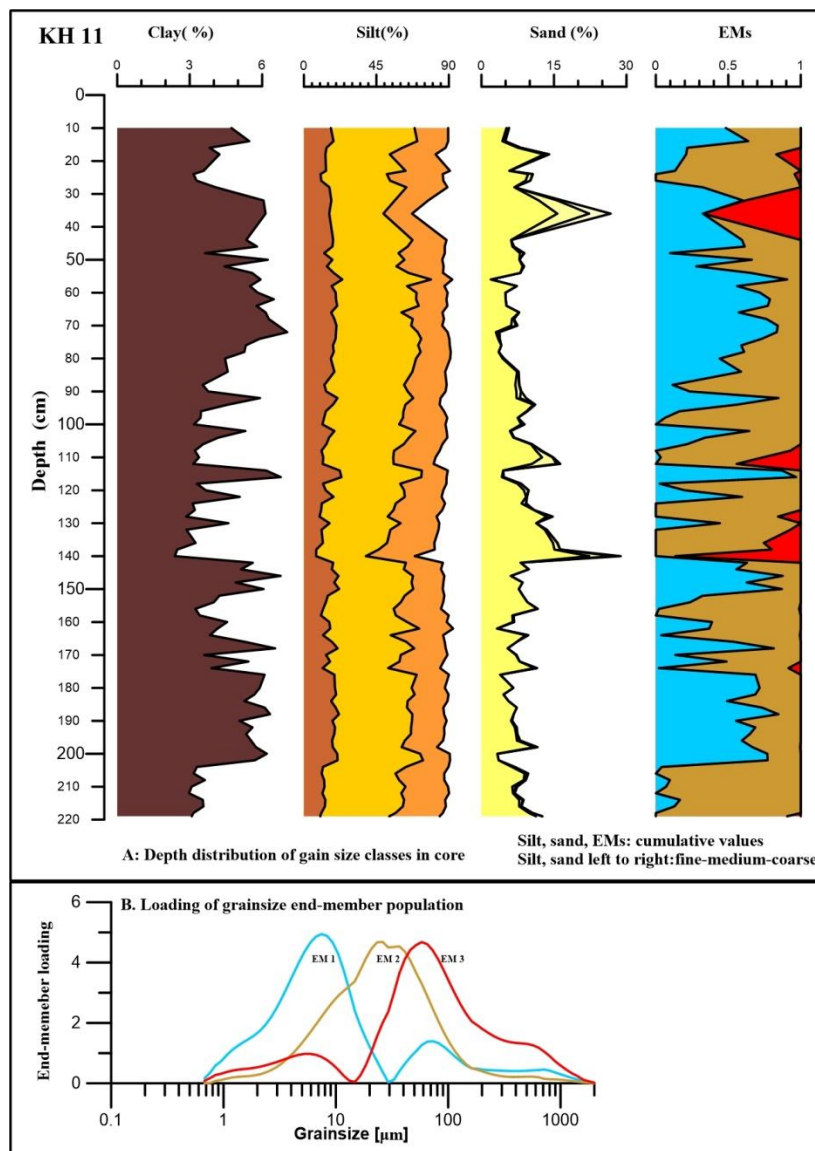 KH 11
Clay( %)
Silt(%)
Sand (%)
EMs
0 3 6
0 45 90
0 15 30
0 0.5 1
Depth (cm)
0
10
20
30
40
50
60
70
80
90
100
110
120
130
140
150
160
170
180
190
200
210
220
A: Depth distribution of gain size classes in core
Silt, sand, EMs: cumulative values
Silt, sand left to right:fine-medium-coarse
B. Loading of grainsize end-member population
End-memeber loading
6
4
2
0
EM 1
EM 2
EM 3
0.1 1 10 100 1000
Grainsize [µm]